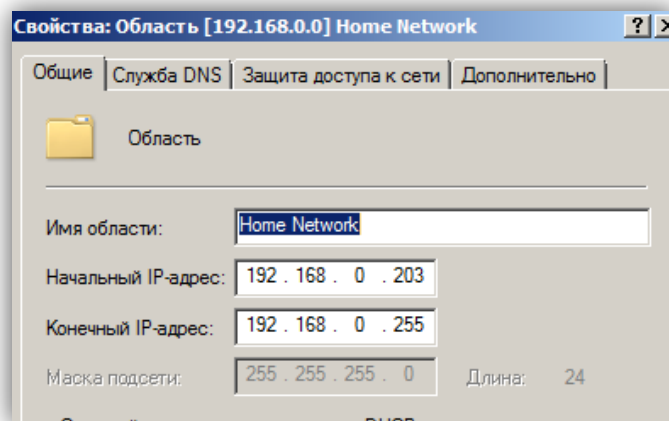 Свойства: Область [192.168.0.0] Home Network
Общие Служба DNS Защита доступа к сети Дополнительно
Область
Имя области: Home Network
Начальный IP-адрес: 192 . 168 . 0 . 203
Конечный IP-адрес: 192 . 168 . 0 . 255
Маска подсети: 255 . 255 . 255 . 0 Длина: 24